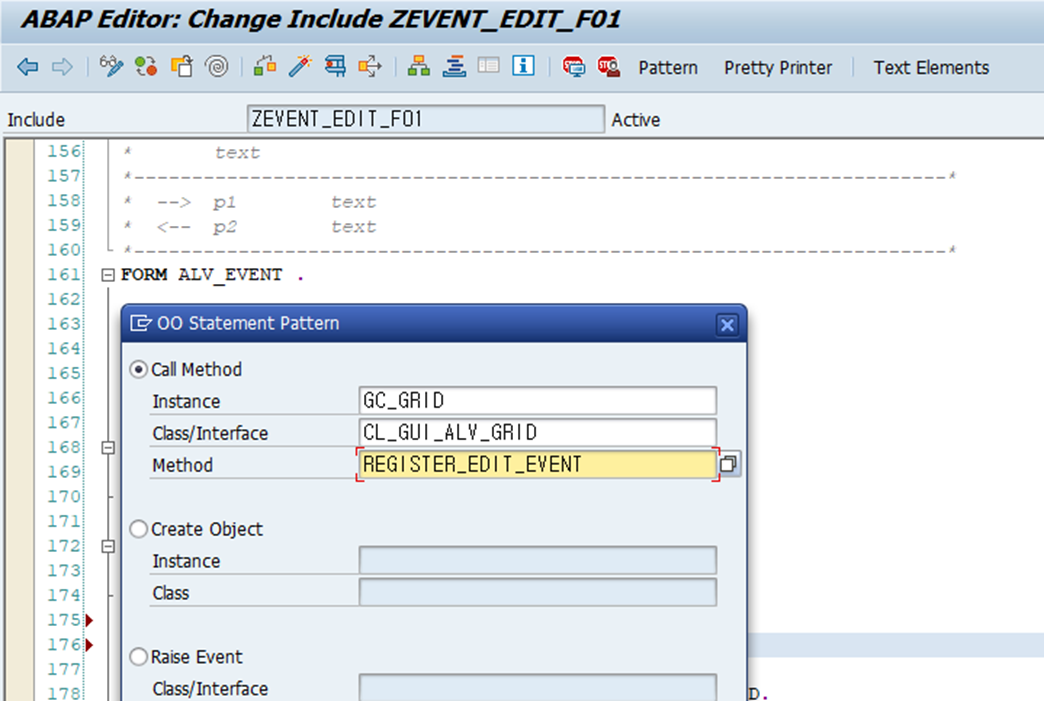 ABAP Editor: Change Include ZEVENT_EDIT_F01
Pattern Pretty Printer Text Elements
Include ZEVENT_EDIT_F01 Active
156 * text
157 *----------------------------------------------------------------------*
158 * --> p1 text
159 * <-- p2 text
160 *----------------------------------------------------------------------*
161 FORM ALV_EVENT .
162
163 OO Statement Pattern
164
165 Call Method
166 Instance GC_GRID
167 Class/Interface CL_GUI_ALV_GRID
168
169 Method REGISTER_EDIT_EVENT
170
171 Create Object
172 Instance
173 Class
174
175
176 Raise Event
177
178 Class/Interface D.